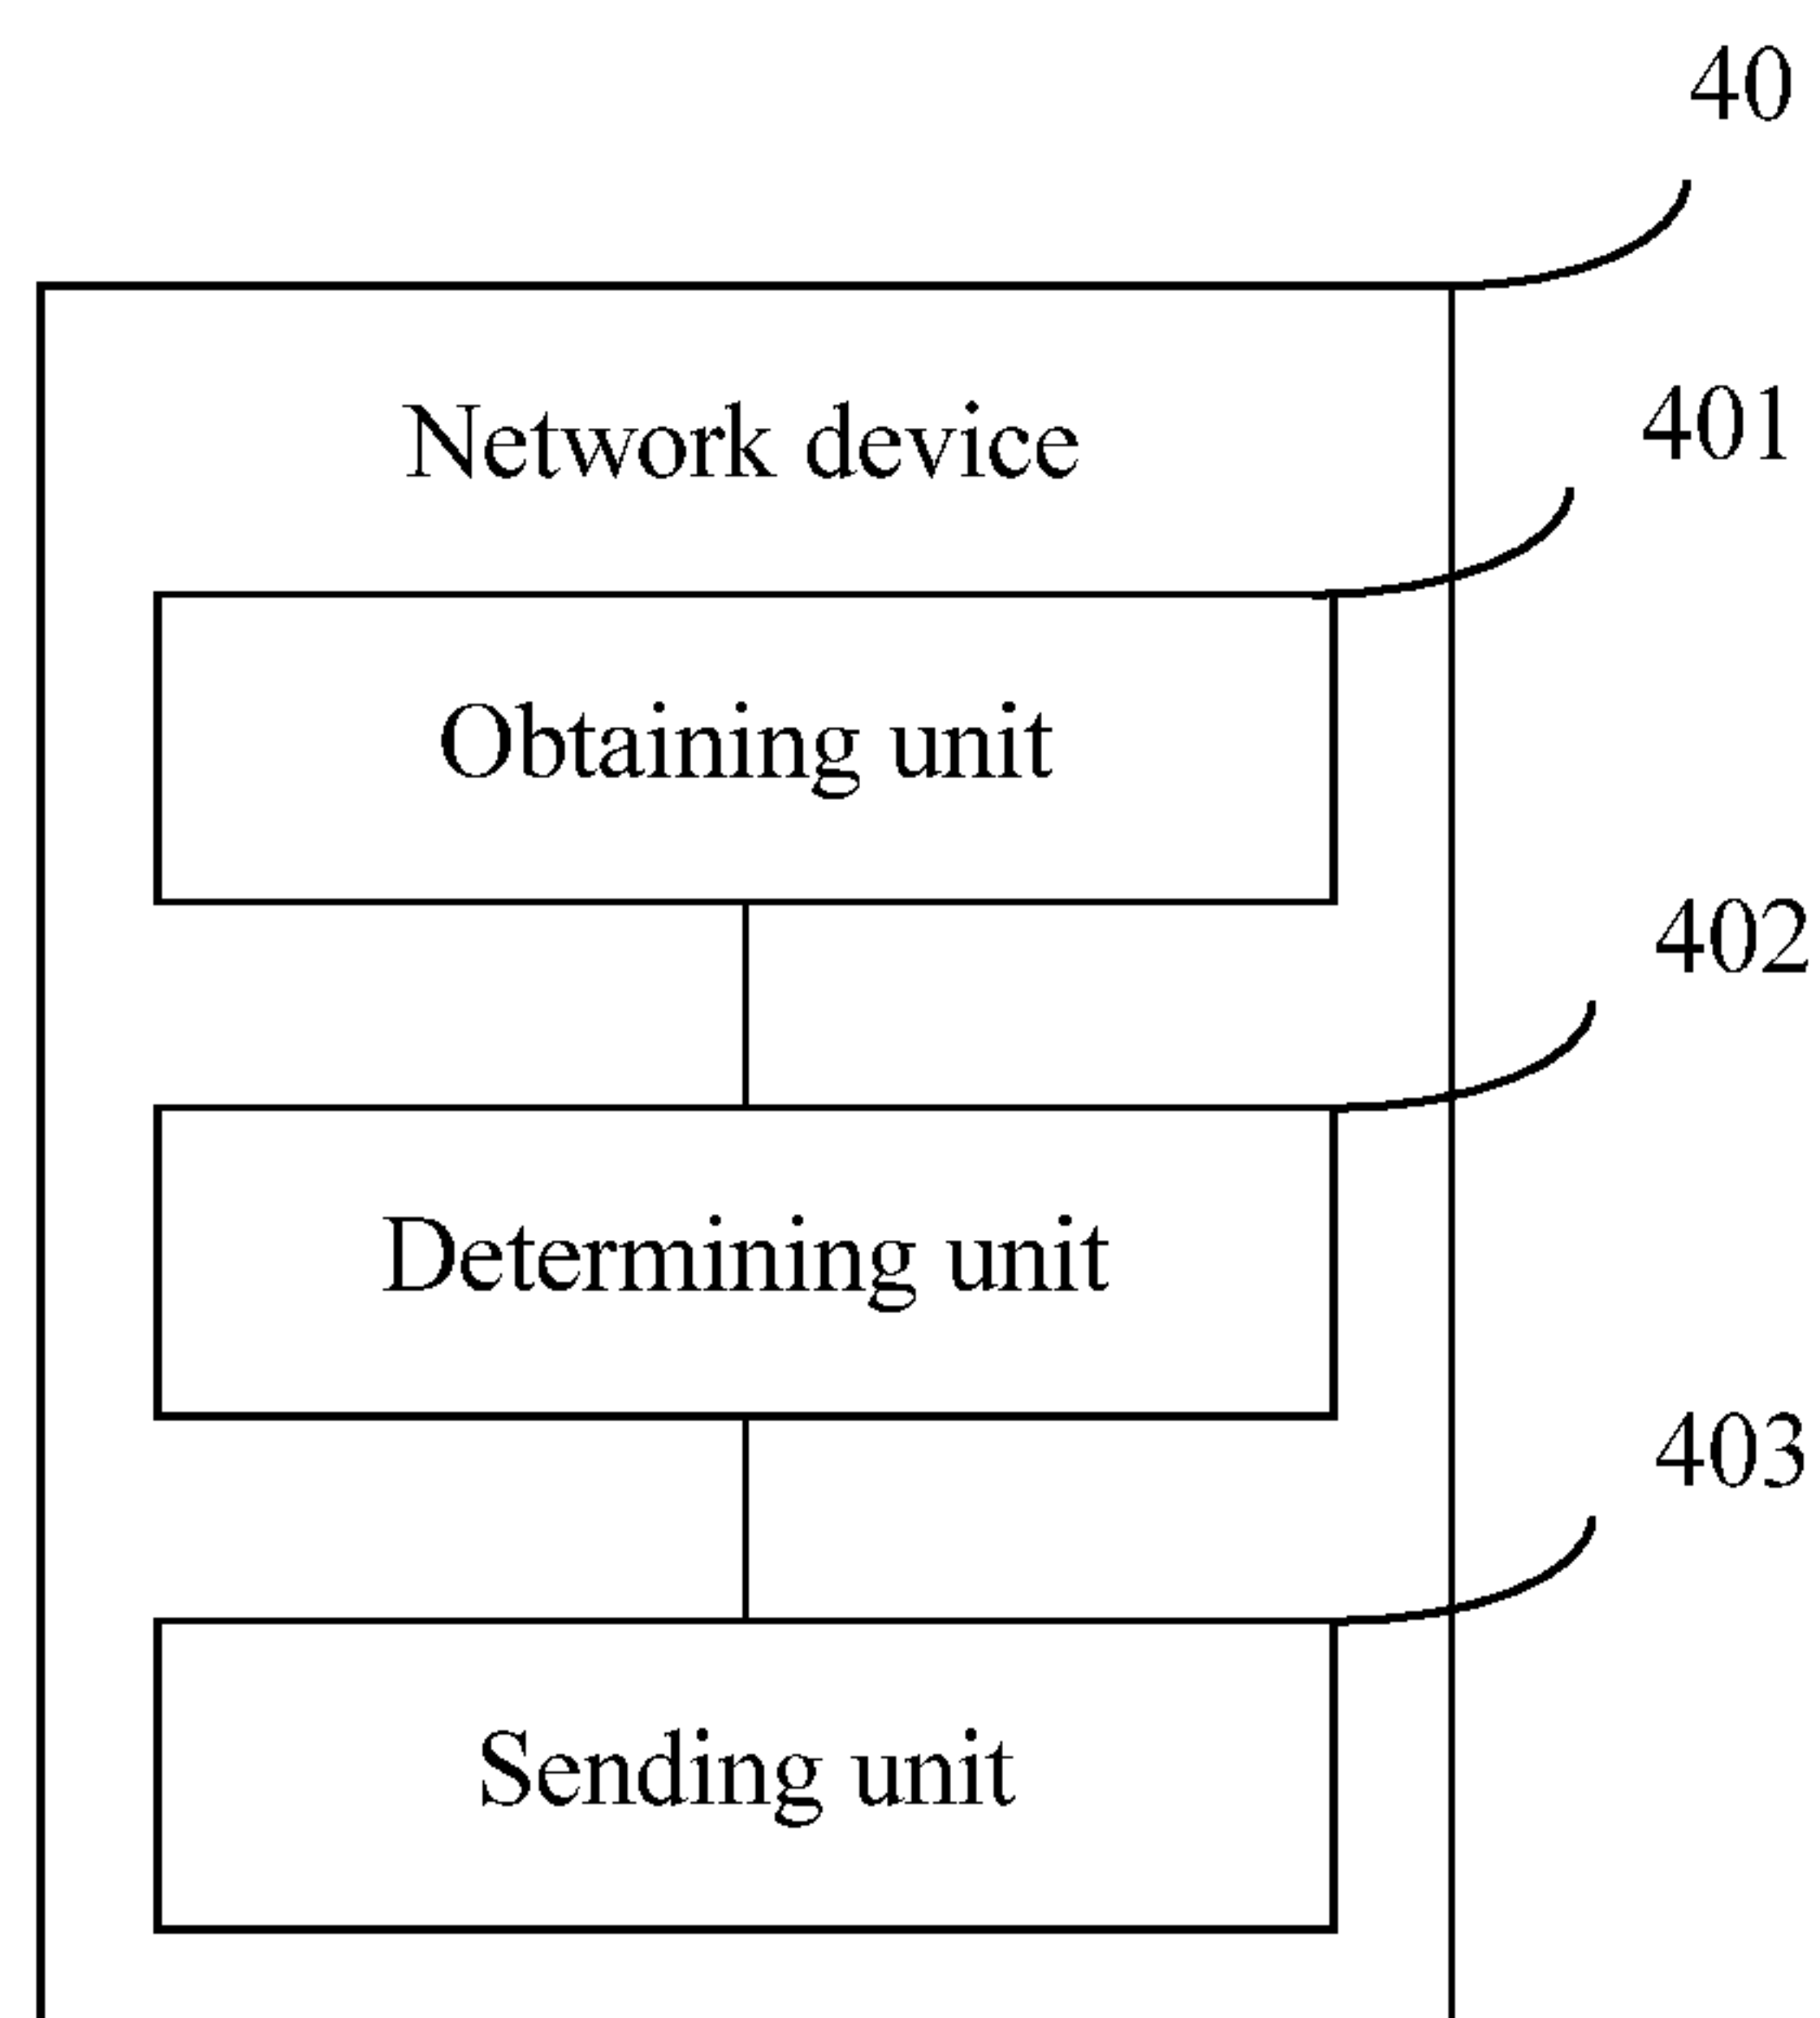 40
Network device
401
Obtaining unit
402
Determining unit
403
Sending unit